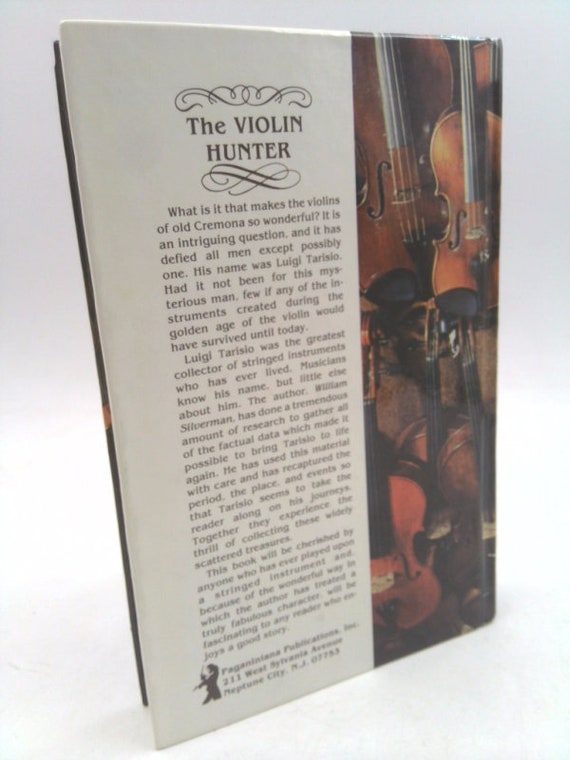 The VIOLIN
HUNTER
What is it that makes the violins
of old Cremona so wonderful? It is
an intriguing question, and it has
defied all men except possibly
one. His name was Luigi Tarisio.
Had it not been for this mys-
terious man, few if any of the in-
struments created during the
golden age of the violin would
have survived until today.
Luigi Tarisio was the greatest
collector of stringed instruments
who has ever lived. Musicians
know his name, but little else
about him. The author, William
Silverman, has done a tremendous
amount of research to gather all
of the factual data which made it
possible to bring Tarisio to life
again. He has used this material
with care and has recaptured the
period, the place, and events so
that Tarisio seems to take the
reader along on his journeys.
Together they experience the
thrill of collecting these widely
scattered treasures.
This book will be cherished by
anyone who has ever played upon
a stringed instrument and,
because of the wonderful way in
which the author has treated a
truly fabulous character, will be
fascinating to any reader who en-
joys a good story.
Paganiniana Publications, Inc.
211 West Sylvania Avenue
Neptune City, N.J. 07753